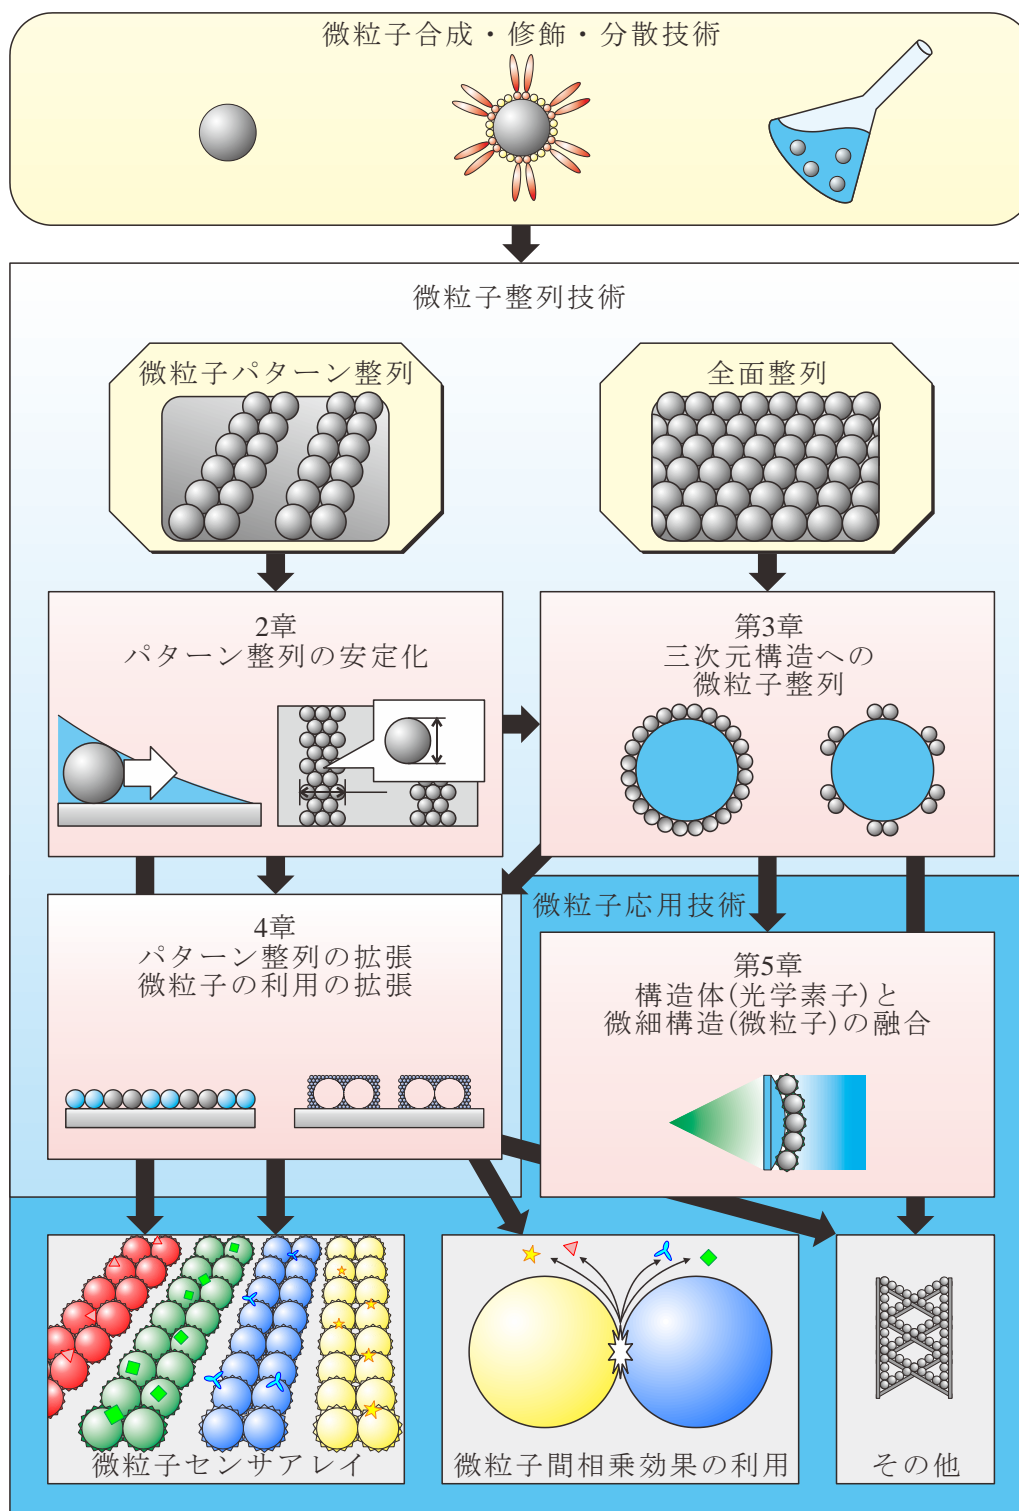 微粒子合成・修飾・分散技術
微粒子整列技術
微粒子パターン整列
全面整列
2章
パターン整列の安定化
第3章
三次元構造への
微粒子整列
微粒子応用技術
4章
パターン整列の拡張
微粒子の利用の拡張
第5章
構造体(光学素子)と
微細構造(微粒子)の融合
微粒子センサアレイ
微粒子間相乗効果の利用
その他